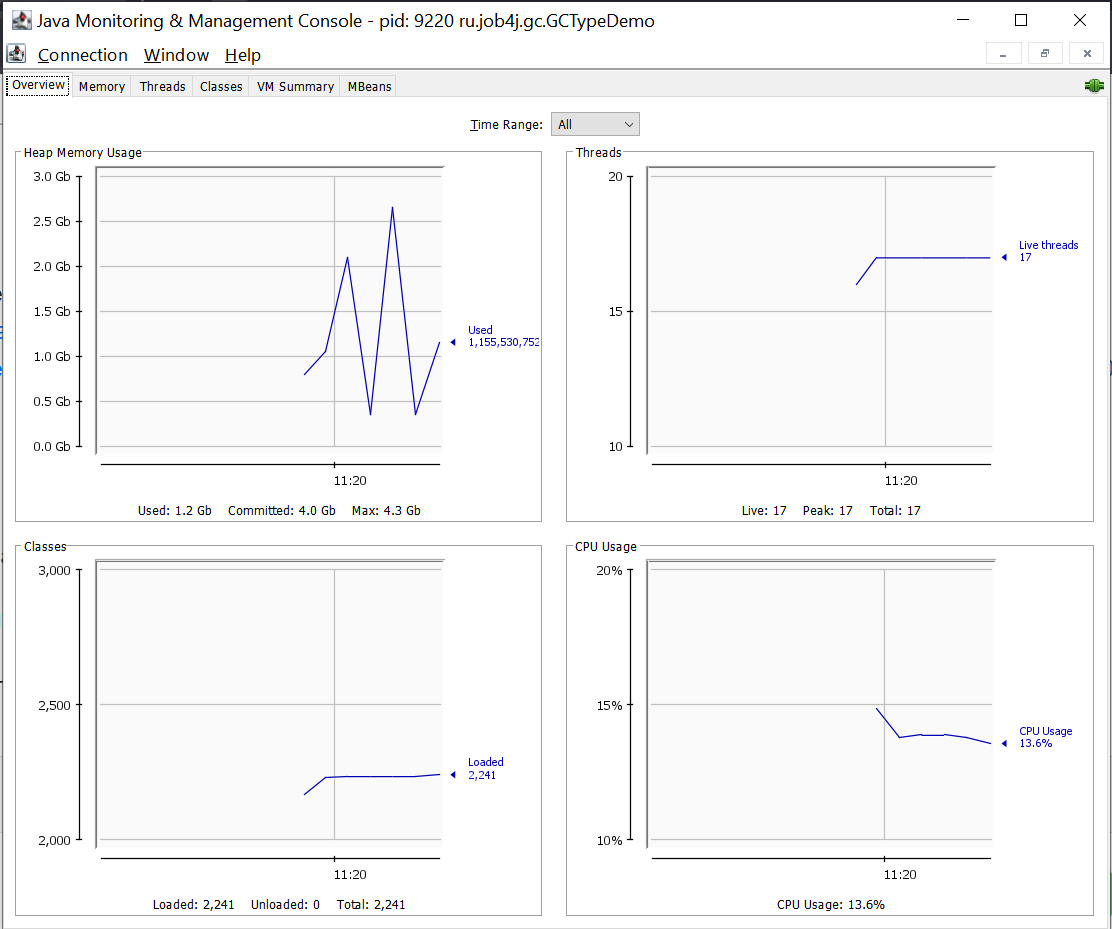 Java Monitoring & Management Console - pid: 9220 ru.job4j.gc.GCTypeDemo
Connection Window Help
Overview Memory Threads Classes VM Summary MBeans
Time Range: All
Heap Memory Usage
3.0 Gb
2.5 Gb
2.0 Gb
1.5 Gb
1.0 Gb
0.5 Gb
0.0 Gb
Used
1,155,530,752
11:20
Used: 1.2 Gb Committed: 4.0 Gb Max: 4.3 Gb
Threads
20
15
10
Live threads
17
11:20
Live: 17 Peak: 17 Total: 17
Classes
3,000
2,500
2,000
Loaded
2,241
11:20
Loaded: 2,241 Unloaded: 0 Total: 2,241
CPU Usage
20%
15%
10%
CPU Usage
13.6%
11:20
CPU Usage: 13.6%